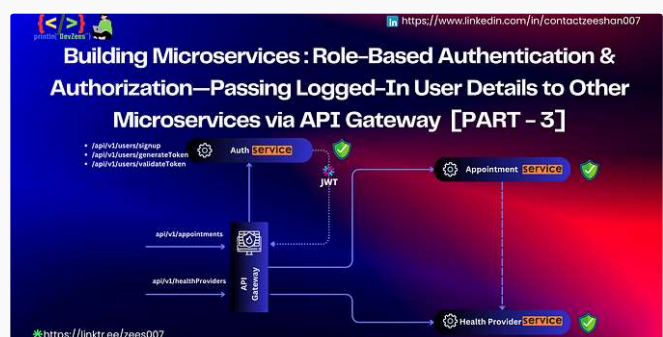 {</>}
println("DevZees")
in https://www.linkedin.com/in/contactzeeshan007
Building Microservices : Role-Based Authentication &
Authorization—Passing Logged-In User Details to Other
Microservices via API Gateway [PART - 3]
• /api/v1/users/signup
• /api/v1/users/generateToken
• /api/v1/users/validateToken
Auth service
JWT
Appointment service
api/v1/appointments
api/v1/healthProviders
API
Gateway
Health Provider service
https://linktr.ee/zees007